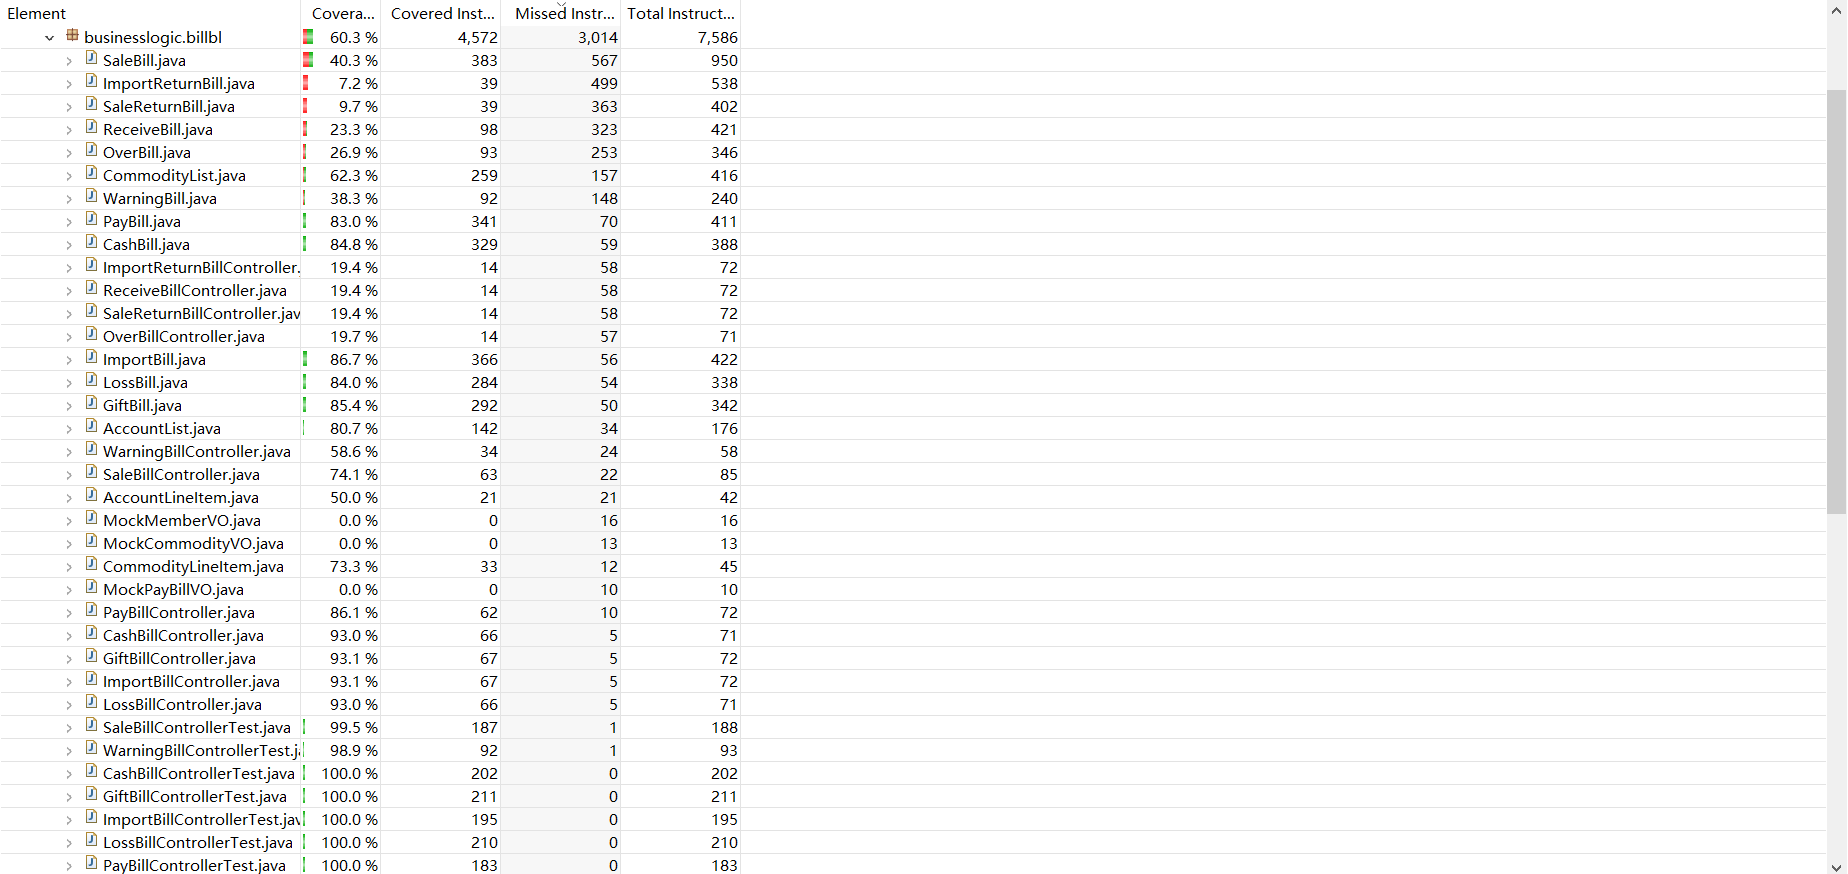 Element Covera... Covered Inst... Missed Instr... Total Instruct...
businesslogic.billbl 60.3 % 4,572 3,014 7,586
SaleBill.java 40.3 % 383 567 950
ImportReturnBill.java 7.2 % 39 499 538
SaleReturnBill.java 9.7 % 39 363 402
ReceiveBill.java 23.3 % 98 323 421
OverBill.java 26.9 % 93 253 346
CommodityList.java 62.3 % 259 157 416
WarningBill.java 38.3 % 92 148 240
PayBill.java 83.0 % 341 70 411
CashBill.java 84.8 % 329 59 388
ImportReturnBillController. 19.4 % 14 58 72
ReceiveBillController.java 19.4 % 14 58 72
SaleReturnBillController.jav 19.4 % 14 58 72
OverBillController.java 19.7 % 14 57 71
ImportBill.java 86.7 % 366 56 422
LossBill.java 84.0 % 284 54 338
GiftBill.java 85.4 % 292 50 342
AccountList.java 80.7 % 142 34 176
WarningBillController.java 58.6 % 34 24 58
SaleBillController.java 74.1 % 63 22 85
AccountLineItem.java 50.0 % 21 21 42
MockMemberVO.java 0.0 % 0 16 16
MockCommodityVO.java 0.0 % 0 13 13
CommodityLineItem.java 73.3 % 33 12 45
MockPayBillVO.java 0.0 % 0 10 10
PayBillController.java 86.1 % 62 10 72
CashBillController.java 93.0 % 66 5 71
GiftBillController.java 93.1 % 67 5 72
ImportBillController.java 93.1 % 67 5 72
LossBillController.java 93.0 % 66 5 71
SaleBillControllerTest.java 99.5 % 187 1 188
WarningBillControllerTest.ja 98.9 % 92 1 93
CashBillControllerTest.java 100.0 % 202 0 202
GiftBillControllerTest.java 100.0 % 211 0 211
ImportBillControllerTest.jav 100.0 % 195 0 195
LossBillControllerTest.java 100.0 % 210 0 210
PayBillControllerTest.java 100.0 % 183 0 183